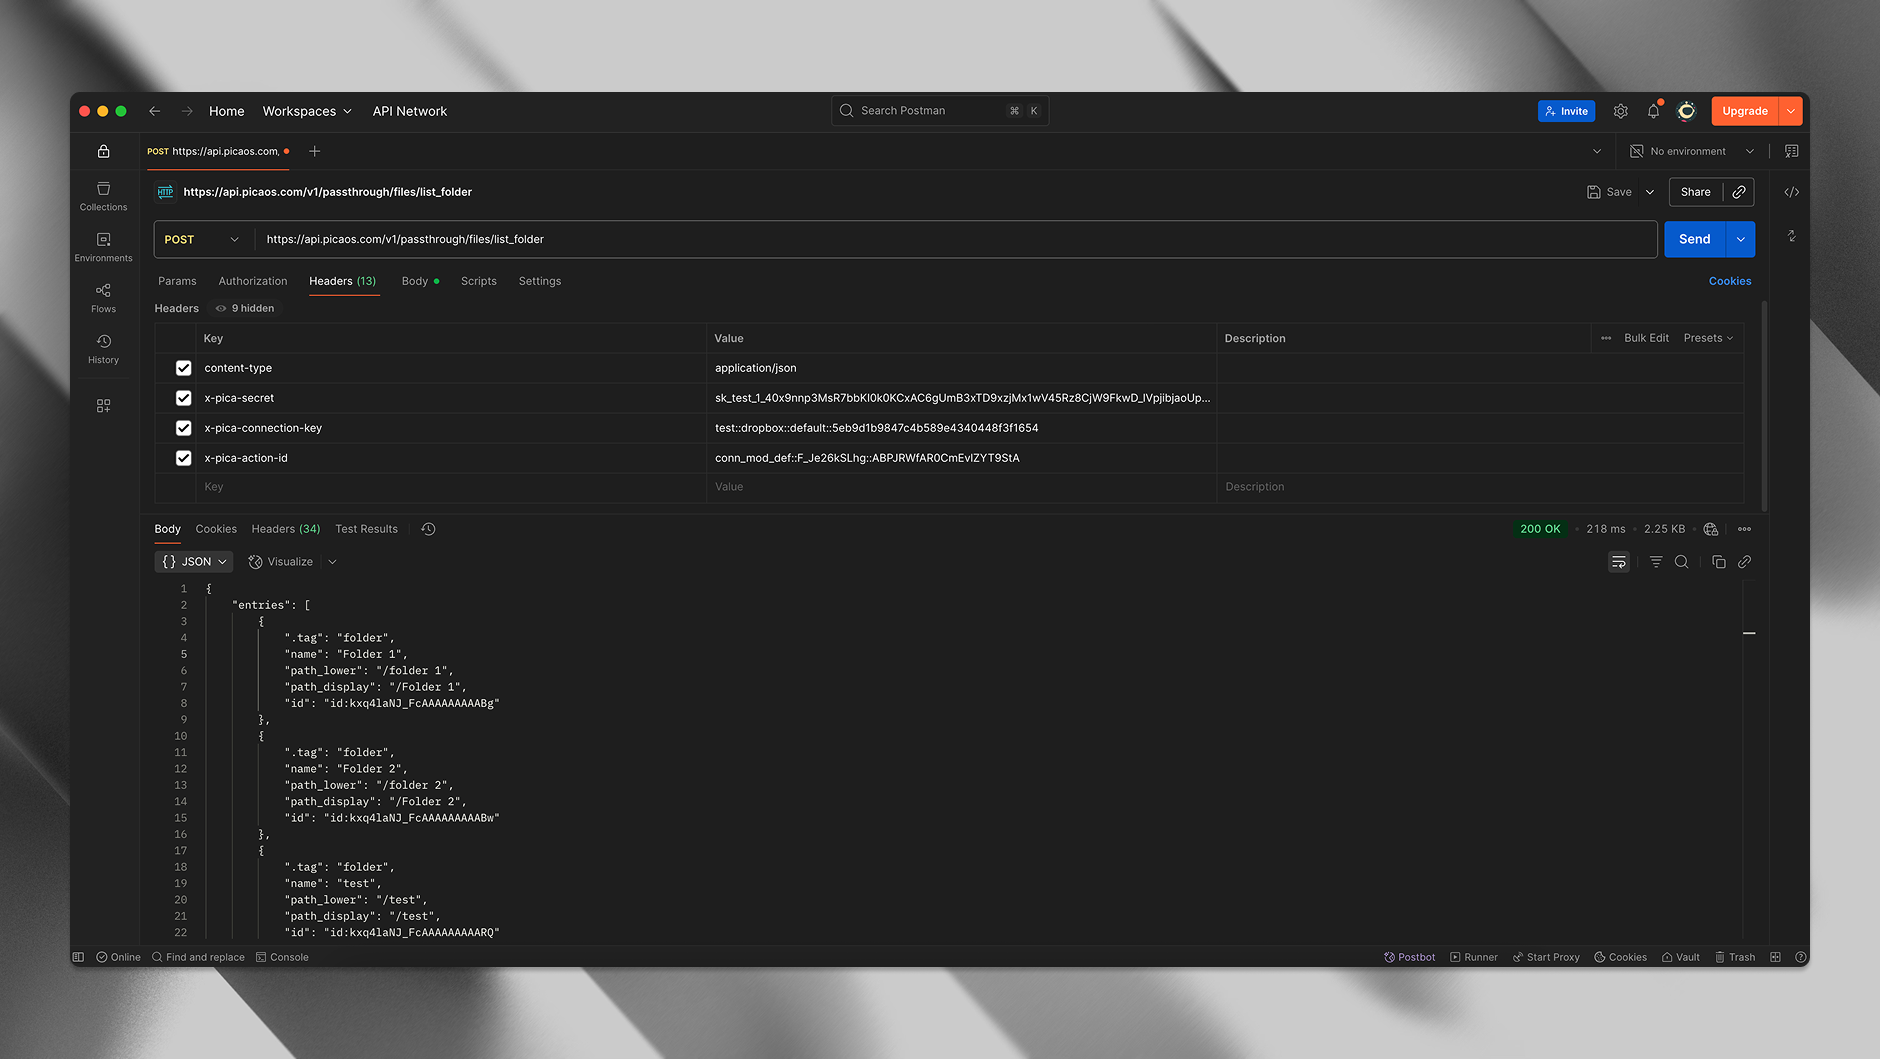 Home Workspaces API Network Search Postman ⌘ K Invite Upgrade
POST https://api.picaos.com, No environment
Collections
HTTP https://api.picaos.com/v1/passthrough/files/list_folder Save Share
Environments
POST https://api.picaos.com/v1/passthrough/files/list_folder Send
Flows
History
Params Authorization Headers (13) Body Scripts Settings Cookies
Headers 9 hidden
Key Value Description Bulk Edit Presets
content-type application/json
x-pica-secret sk_test_1_40x9nnp3MsR7bbKI0k0KCxAC6gUmB3xTD9xzjMx1wV45Rz8CjW9FkwD_IVpjibjaoUp...
x-pica-connection-key test::dropbox::default::5eb9d1b9847c4b589e4340448f3f1654
x-pica-action-id conn_mod_def::F_Je26kSLhg::ABPJRWfAR0CmEvlZYT9StA
Key Value Description
Body Cookies Headers (34) Test Results 200 OK 218 ms 2.25 KB
{} JSON Visualize
1 {
2 "entries": [
3 {
4 ".tag": "folder",
5 "name": "Folder 1",
6 "path_lower": "/folder 1",
7 "path_display": "/Folder 1",
8 "id": "id:kxq4laNJ_FcAAAAAAAAABg"
9 },
10 {
11 ".tag": "folder",
12 "name": "Folder 2",
13 "path_lower": "/folder 2",
14 "path_display": "/Folder 2",
15 "id": "id:kxq4laNJ_FcAAAAAAAAABw"
16 },
17 {
18 ".tag": "folder",
19 "name": "test",
20 "path_lower": "/test",
21 "path_display": "/test",
22 "id": "id:kxq4laNJ_FcAAAAAAAAARQ"
Online Find and replace Console Postbot Runner Start Proxy Cookies Vault Trash